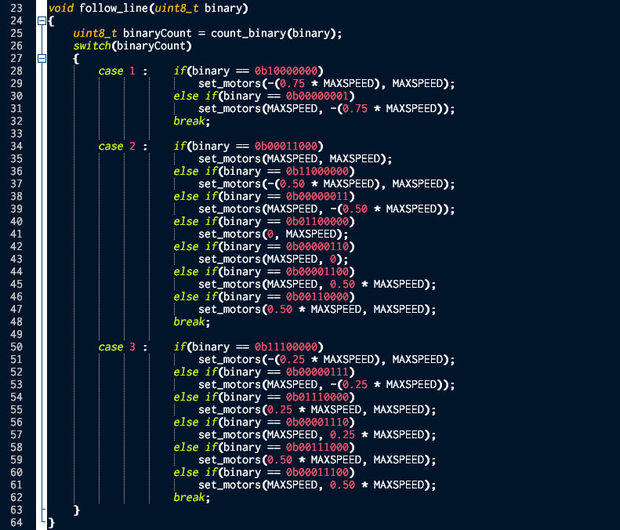 23 void follow_line(uint8_t binary)
24 {
25     uint8_t binaryCount = count_binary(binary);
26     switch(binaryCount)
27     {
28         case 1 :    if(binary == 0b10000000)
29                         set_motors(-(0.75 * MAXSPEED), MAXSPEED);
30                     else if(binary == 0b00000001)
31                         set_motors(MAXSPEED, -(0.75 * MAXSPEED));
32                     break;
33
34         case 2 :    if(binary == 0b00011000)
35                         set_motors(MAXSPEED, MAXSPEED);
36                     else if(binary == 0b11000000)
37                         set_motors(-(0.50 * MAXSPEED), MAXSPEED);
38                     else if(binary == 0b00000011)
39                         set_motors(MAXSPEED, -(0.50 * MAXSPEED));
40                     else if(binary == 0b01100000)
41                         set_motors(0, MAXSPEED);
42                     else if(binary == 0b00000110)
43                         set_motors(MAXSPEED, 0);
44                     else if(binary == 0b00001100)
45                         set_motors(MAXSPEED, 0.50 * MAXSPEED);
46                     else if(binary == 0b00110000)
47                         set_motors(0.50 * MAXSPEED, MAXSPEED);
48                     break;
49
50         case 3 :    if(binary == 0b11100000)
51                         set_motors(-(0.25 * MAXSPEED), MAXSPEED);
52                     else if(binary == 0b00000111)
53                         set_motors(MAXSPEED, -(0.25 * MAXSPEED));
54                     else if(binary == 0b01110000)
55                         set_motors(0.25 * MAXSPEED, MAXSPEED);
56                     else if(binary == 0b00001110)
57                         set_motors(MAXSPEED, 0.25 * MAXSPEED);
58                     else if(binary == 0b00111000)
59                         set_motors(0.50 * MAXSPEED, MAXSPEED);
60                     else if(binary == 0b00011100)
61                         set_motors(MAXSPEED, 0.50 * MAXSPEED);
62                     break;
63     }
64 }